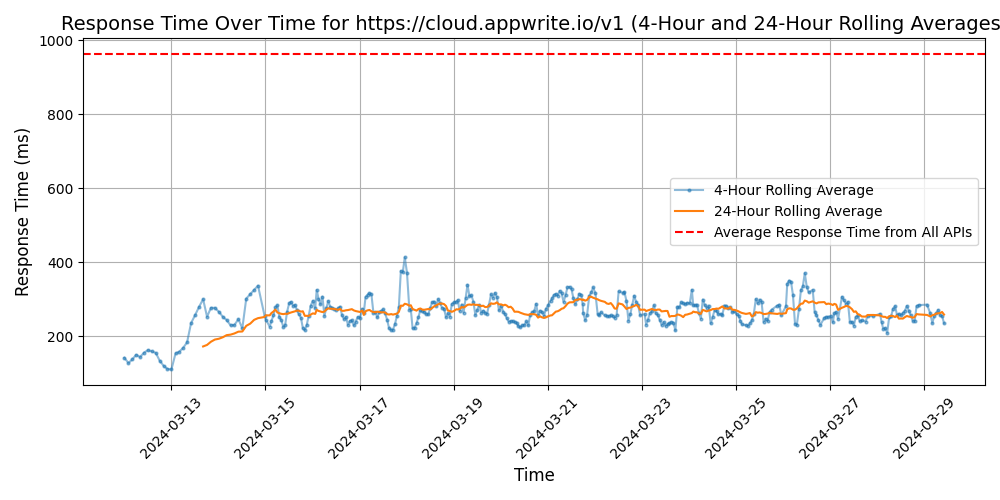 Response Time Over Time for https://cloud.appwrite.io/v1 (4-Hour and 24-Hour Rolling Averages
Response Time (ms)
1000
800
600
400
200
4-Hour Rolling Average
24-Hour Rolling Average
Average Response Time from All APIs
2024-03-13
2024-03-15
2024-03-17
2024-03-19
2024-03-21
2024-03-23
2024-03-25
2024-03-27
2024-03-29
Time